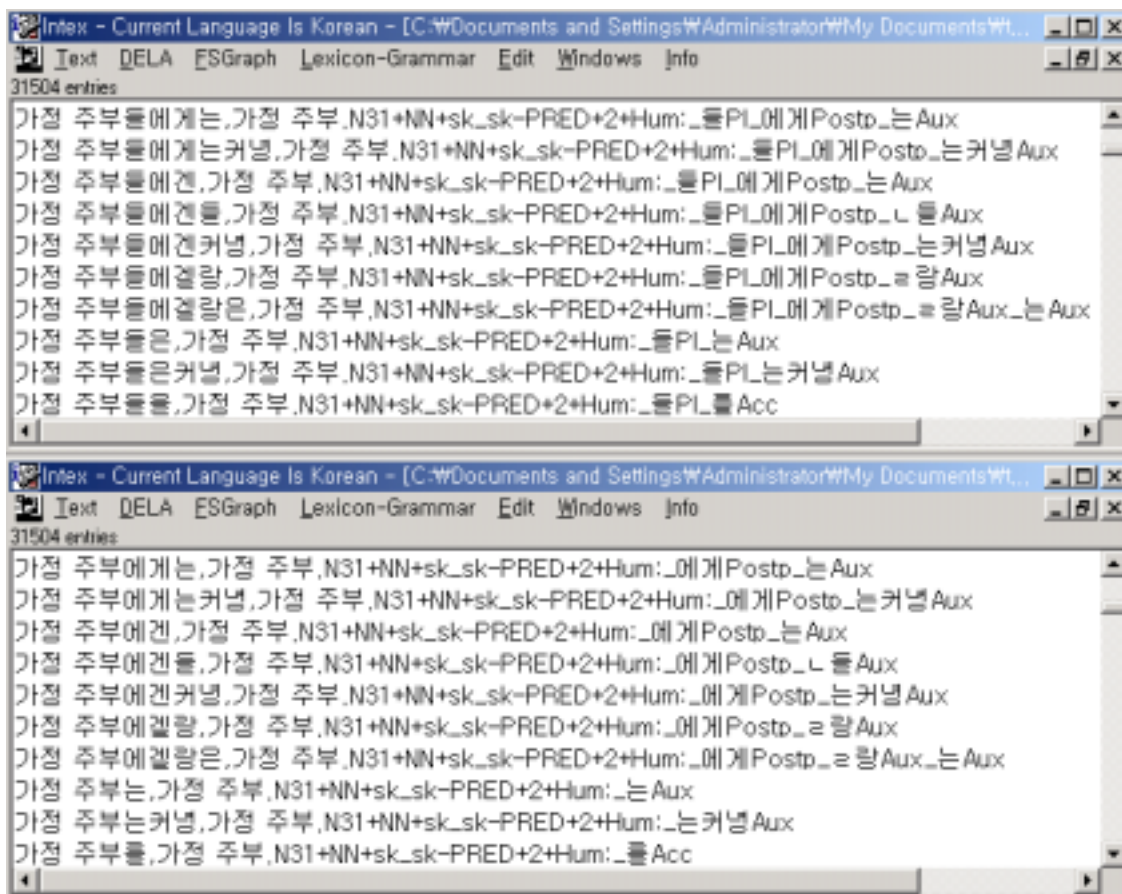 Intex - Current Language Is Korean - [C:₩Documents and Settings₩Administrator₩My Documents₩t...
Text DELA FSGraph Lexicon-Grammar Edit Windows Info
31504 entries
가정 주부들에게는,가정 주부.N31+NN+sk_sk-PRED+2+Hum:_들Pl_에게Postp_는Aux
가정 주부들에게는커녕,가정 주부.N31+NN+sk_sk-PRED+2+Hum:_들Pl_에게Postp_는커녕Aux
가정 주부들에겐,가정 주부.N31+NN+sk_sk-PRED+2+Hum:_들Pl_에게Postp_는Aux
가정 주부들에겐들,가정 주부.N31+NN+sk_sk-PRED+2+Hum:_들Pl_에게Postp_ㄴ들Aux
가정 주부들에겐커녕,가정 주부.N31+NN+sk_sk-PRED+2+Hum:_들Pl_에게Postp_는커녕Aux
가정 주부들에겔랑,가정 주부.N31+NN+sk_sk-PRED+2+Hum:_들Pl_에게Postp_ㄹ랑Aux
가정 주부들에겔랑은,가정 주부.N31+NN+sk_sk-PRED+2+Hum:_들Pl_에게Postp_ㄹ랑Aux_는Aux
가정 주부들은,가정 주부.N31+NN+sk_sk-PRED+2+Hum:_들Pl_는Aux
가정 주부들은커녕,가정 주부.N31+NN+sk_sk-PRED+2+Hum:_들Pl_는커녕Aux
가정 주부들을,가정 주부.N31+NN+sk_sk-PRED+2+Hum:_들Pl_를Acc
Intex - Current Language Is Korean - [C:₩Documents and Settings₩Administrator₩My Documents₩t...
Text DELA FSGraph Lexicon-Grammar Edit Windows Info
31504 entries
가정 주부에게는,가정 주부.N31+NN+sk_sk-PRED+2+Hum:_에게Postp_는Aux
가정 주부에게는커녕,가정 주부.N31+NN+sk_sk-PRED+2+Hum:_에게Postp_는커녕Aux
가정 주부에겐,가정 주부.N31+NN+sk_sk-PRED+2+Hum:_에게Postp_는Aux
가정 주부에겐들,가정 주부.N31+NN+sk_sk-PRED+2+Hum:_에게Postp_ㄴ들Aux
가정 주부에겐커녕,가정 주부.N31+NN+sk_sk-PRED+2+Hum:_에게Postp_는커녕Aux
가정 주부에겔랑,가정 주부.N31+NN+sk_sk-PRED+2+Hum:_에게Postp_ㄹ랑Aux
가정 주부에겔랑은,가정 주부.N31+NN+sk_sk-PRED+2+Hum:_에게Postp_ㄹ랑Aux_는Aux
가정 주부는,가정 주부.N31+NN+sk_sk-PRED+2+Hum:_는Aux
가정 주부는커녕,가정 주부.N31+NN+sk_sk-PRED+2+Hum:_는커녕Aux
가정 주부를,가정 주부.N31+NN+sk_sk-PRED+2+Hum:_를Acc